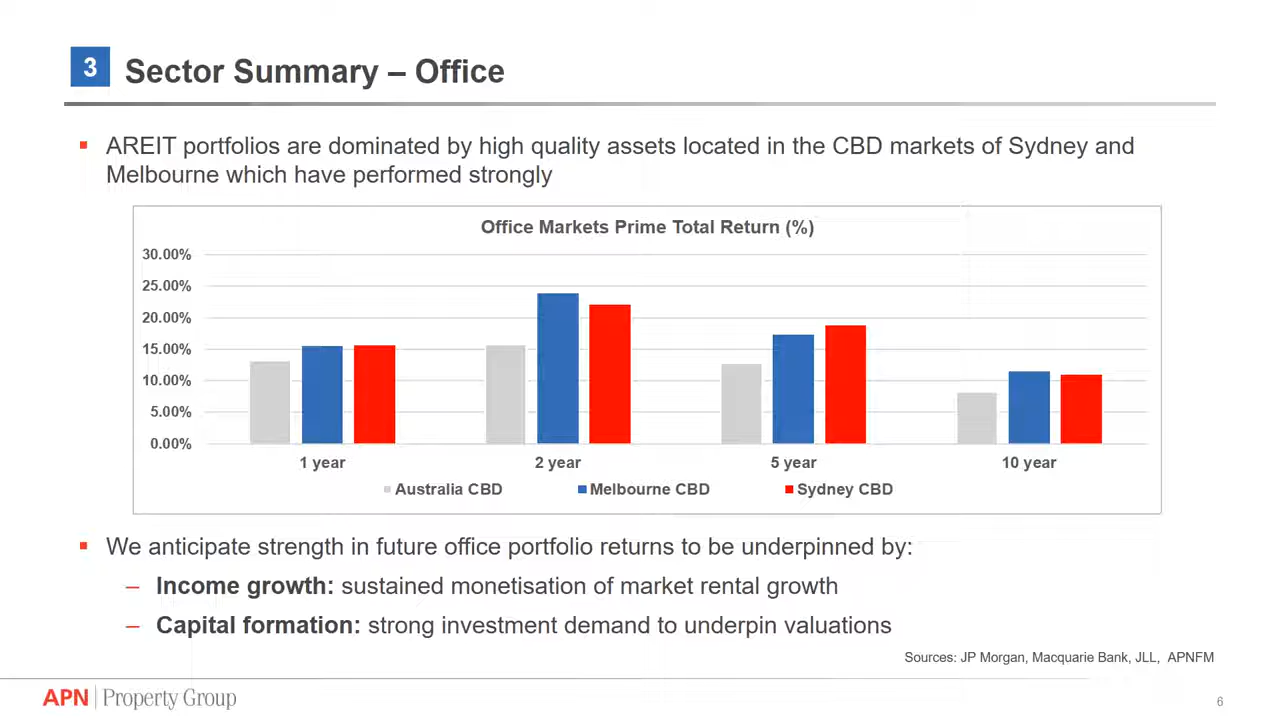 3 Sector Summary – Office
▪ AREIT portfolios are dominated by high quality assets located in the CBD markets of Sydney and
Melbourne which have performed strongly
Office Markets Prime Total Return (%)
30.00%
25.00%
20.00%
15.00%
10.00%
5.00%
0.00%
1 year 2 year 5 year 10 year
Australia CBD Melbourne CBD Sydney CBD
▪ We anticipate strength in future office portfolio returns to be underpinned by:
– Income growth: sustained monetisation of market rental growth
– Capital formation: strong investment demand to underpin valuations
Sources: JP Morgan, Macquarie Bank, JLL, APNFM
APN | Property Group
6